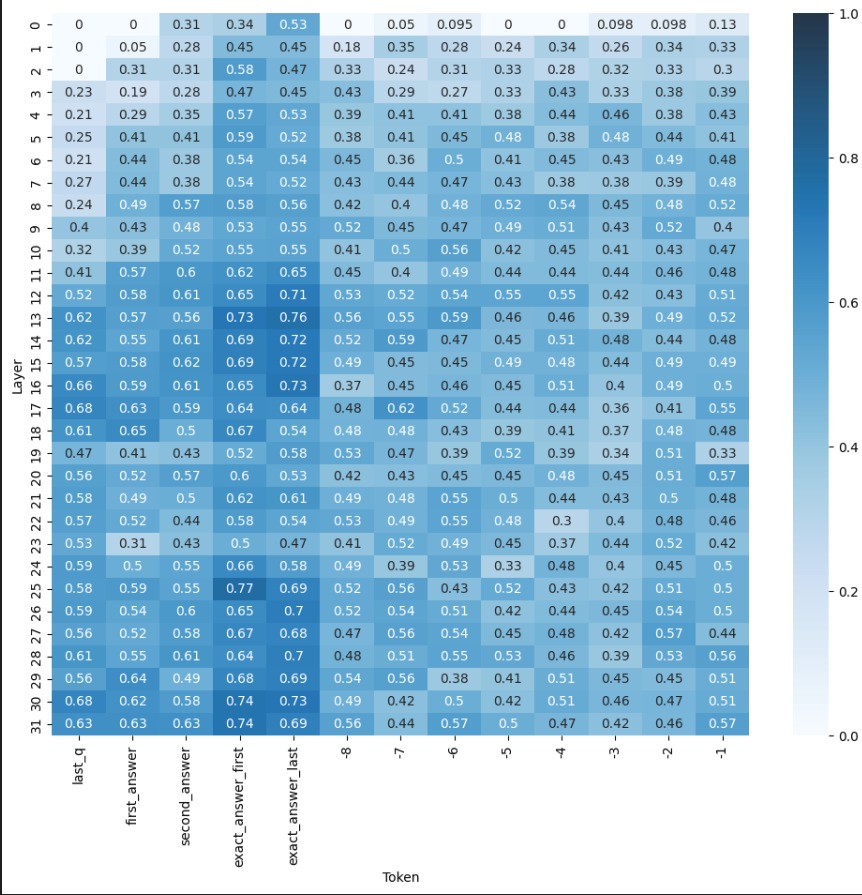 0 0 0 0.31 0.34 0.53 0 0.05 0.095 0 0 0.098 0.098 0.13
1 0 0.05 0.28 0.45 0.45 0.18 0.35 0.28 0.24 0.34 0.26 0.34 0.33
2 0 0.31 0.31 0.58 0.47 0.33 0.24 0.31 0.33 0.28 0.32 0.33 0.3
3 0.23 0.19 0.28 0.47 0.45 0.43 0.29 0.27 0.33 0.43 0.33 0.38 0.39
4 0.21 0.29 0.35 0.57 0.53 0.39 0.41 0.41 0.38 0.44 0.46 0.38 0.43
5 0.25 0.41 0.41 0.59 0.52 0.38 0.41 0.45 0.48 0.38 0.48 0.44 0.41
6 0.21 0.44 0.38 0.54 0.54 0.45 0.36 0.5 0.41 0.45 0.43 0.49 0.48
7 0.27 0.44 0.38 0.54 0.52 0.43 0.44 0.47 0.43 0.38 0.38 0.39 0.48
8 0.24 0.49 0.57 0.58 0.56 0.42 0.4 0.48 0.52 0.54 0.45 0.48 0.52
9 0.4 0.43 0.48 0.53 0.55 0.52 0.45 0.47 0.49 0.51 0.43 0.52 0.4
10 0.32 0.39 0.52 0.55 0.55 0.41 0.5 0.56 0.42 0.45 0.41 0.43 0.47
11 0.41 0.57 0.6 0.62 0.65 0.45 0.4 0.49 0.44 0.44 0.44 0.46 0.48
12 0.52 0.58 0.61 0.65 0.71 0.53 0.52 0.54 0.55 0.55 0.42 0.43 0.51
13 0.62 0.57 0.56 0.73 0.76 0.56 0.55 0.59 0.46 0.46 0.39 0.49 0.52
14 0.62 0.55 0.61 0.69 0.72 0.52 0.59 0.47 0.45 0.51 0.48 0.44 0.48
15 0.57 0.58 0.62 0.69 0.72 0.49 0.45 0.45 0.49 0.48 0.44 0.49 0.49
16 0.66 0.59 0.61 0.65 0.73 0.37 0.45 0.46 0.45 0.51 0.4 0.49 0.5
17 0.68 0.63 0.59 0.64 0.64 0.48 0.62 0.52 0.44 0.44 0.36 0.41 0.55
18 0.61 0.65 0.5 0.67 0.54 0.48 0.48 0.43 0.39 0.41 0.37 0.48 0.48
19 0.47 0.41 0.43 0.52 0.58 0.53 0.47 0.39 0.52 0.39 0.34 0.51 0.33
20 0.56 0.52 0.57 0.6 0.53 0.42 0.43 0.45 0.45 0.48 0.45 0.51 0.57
21 0.58 0.49 0.5 0.62 0.61 0.49 0.48 0.55 0.5 0.44 0.43 0.5 0.48
22 0.57 0.52 0.44 0.58 0.54 0.53 0.49 0.55 0.48 0.3 0.4 0.48 0.46
23 0.53 0.31 0.43 0.5 0.47 0.41 0.52 0.49 0.45 0.37 0.44 0.52 0.42
24 0.59 0.5 0.55 0.66 0.58 0.49 0.39 0.53 0.33 0.48 0.4 0.45 0.5
25 0.58 0.59 0.55 0.77 0.69 0.52 0.56 0.43 0.52 0.43 0.42 0.51 0.5
26 0.59 0.54 0.6 0.65 0.7 0.52 0.54 0.51 0.42 0.44 0.45 0.54 0.5
27 0.56 0.52 0.58 0.67 0.68 0.47 0.56 0.54 0.45 0.48 0.42 0.57 0.44
28 0.61 0.55 0.61 0.64 0.7 0.48 0.51 0.55 0.53 0.46 0.39 0.53 0.56
29 0.56 0.64 0.49 0.68 0.69 0.54 0.56 0.38 0.41 0.51 0.45 0.45 0.51
30 0.68 0.62 0.58 0.74 0.73 0.49 0.42 0.5 0.42 0.51 0.46 0.47 0.51
31 0.63 0.63 0.63 0.74 0.69 0.56 0.44 0.57 0.5 0.47 0.42 0.46 0.57
last_q first_answer second_answer exact_answer_first exact_answer_last -8 -7 -6 -5 -4 -3 -2 -1
Token
Layer
1.0
0.8
0.6
0.4
0.2
0.0